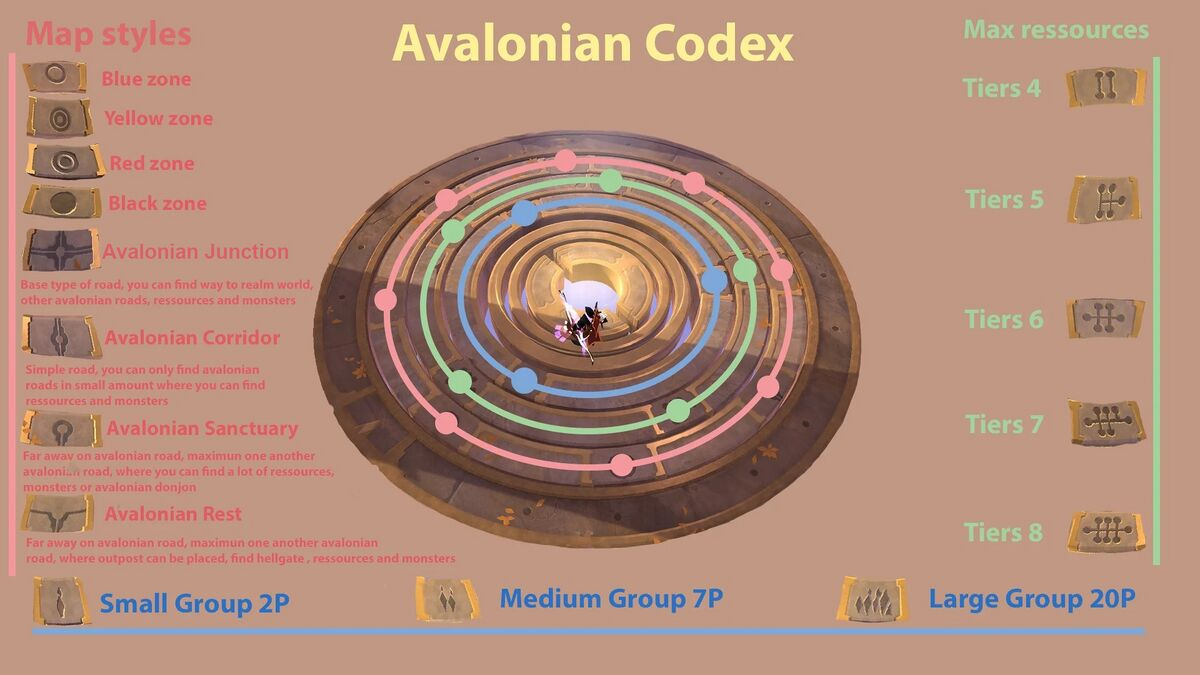 Avalonian Codex
Map styles
Blue zone
Yellow zone
Red zone
Black zone
Avalonian Junction
Base type of road, you can find way to realm world,
other avalonian roads, ressources and monsters
Avalonian Corridor
Simple road, you can only find avalonian
roads in small amount where you can find
ressources and monsters
Avalonian Sanctuary
Far away on avalonian road, maximun one another
avalonian road, where you can find a lot of ressources,
monsters or avalonian donjon
Avalonian Rest
Far away on avalonian road, maximun one another avalonian
road, where outpost can be placed, find hellgate , ressources and monsters
Max ressources
Tiers 4
Tiers 5
Tiers 6
Tiers 7
Tiers 8
Small Group 2P
Medium Group 7P
Large Group 20P